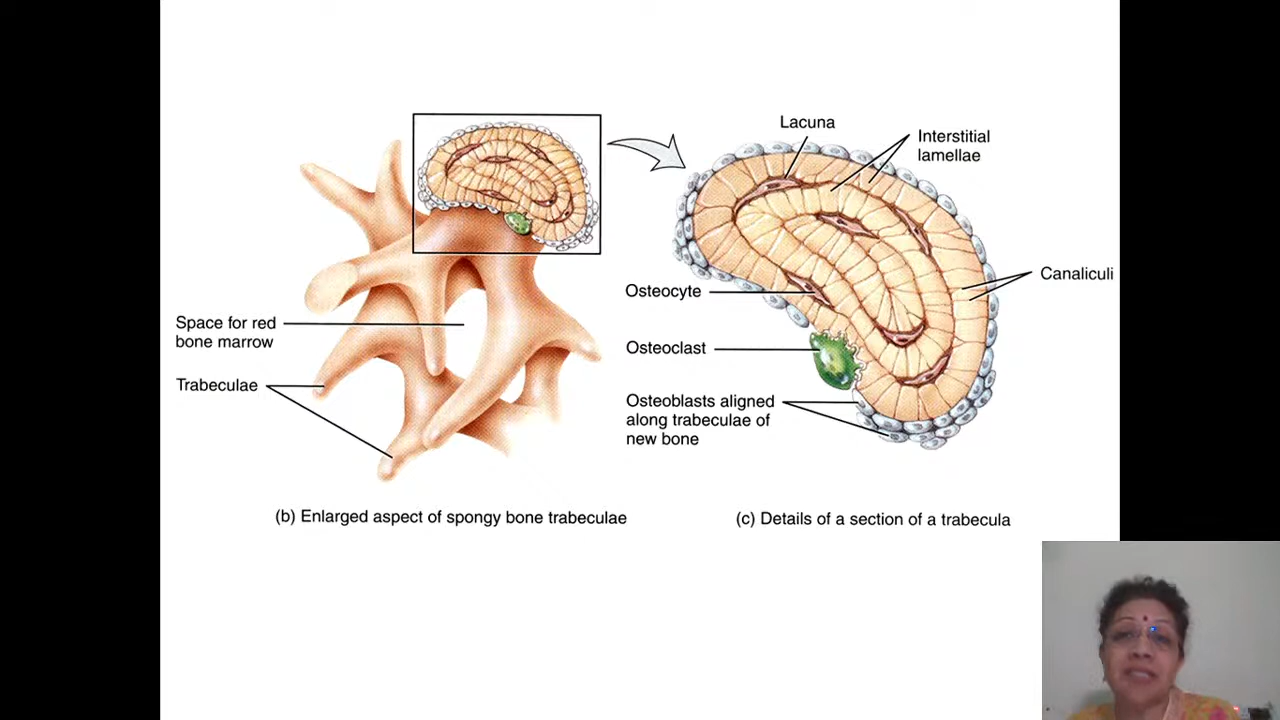 Lacuna
Interstitial
lamellae
Canaliculi
Osteocyte
Osteoclast
Osteoblasts aligned
along trabeculae of
new bone
Space for red
bone marrow
Trabeculae
(b) Enlarged aspect of spongy bone trabeculae
(c) Details of a section of a trabecula